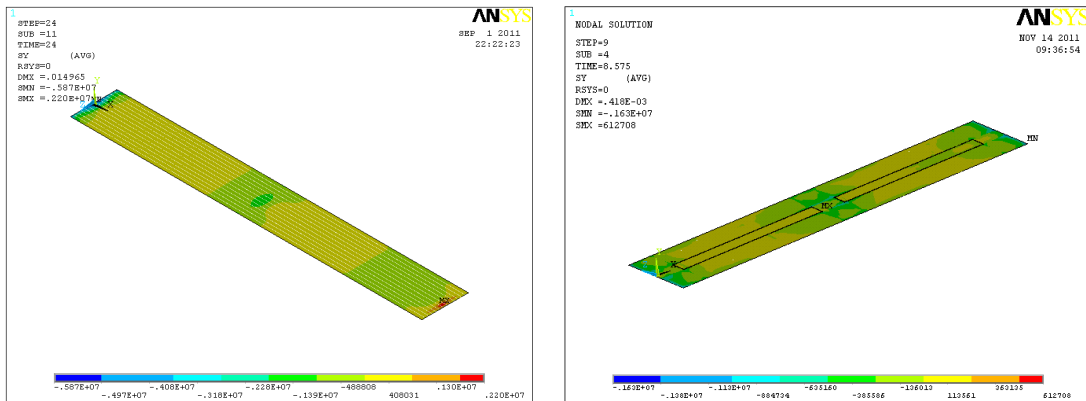 1
ANSYS
STEP=24
SUB =11
TIME=24
SY (AVG)
RSYS=0
DMX =.014965
SMN =-.587E+07
SMX =.220E+07
SEP 1 2011
22:22:23
MX
-.587E+07 -.408E+07 -.228E+07 -488808 .130E+07
-.497E+07 -.318E+07 -.139E+07 408031 .220E+07
1
ANSYS
NODAL SOLUTION
NOV 14 2011
09:36:54
STEP=9
SUB =4
TIME=8.575
SY (AVG)
RSYS=0
DMX =.418E-03
SMN =-.163E+07
SMX =612708
MN
MX
Y
X
-.163E+07 -.113E+07 -635160 -136013 363135
-.138E+07 -884734 -385586 113561 612708